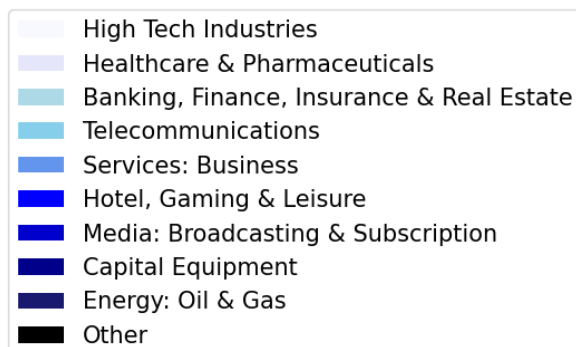 High Tech Industries
Healthcare & Pharmaceuticals
Banking, Finance, Insurance & Real Estate
Telecommunications
Services: Business
Hotel, Gaming & Leisure
Media: Broadcasting & Subscription
Capital Equipment
Energy: Oil & Gas
Other